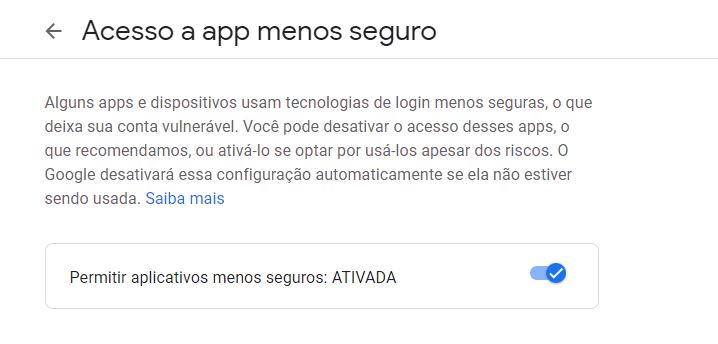 Acesso a app menos seguro
Alguns apps e dispositivos usam tecnologias de login menos seguras, o que
deixa sua conta vulnerável. Você pode desativar o acesso desses apps, o
que recomendamos, ou ativá-lo se optar por usá-los apesar dos riscos. O
Google desativará essa configuração automaticamente se ela não estiver
sendo usada. Saiba mais
Permitir aplicativos menos seguros: ATIVADA